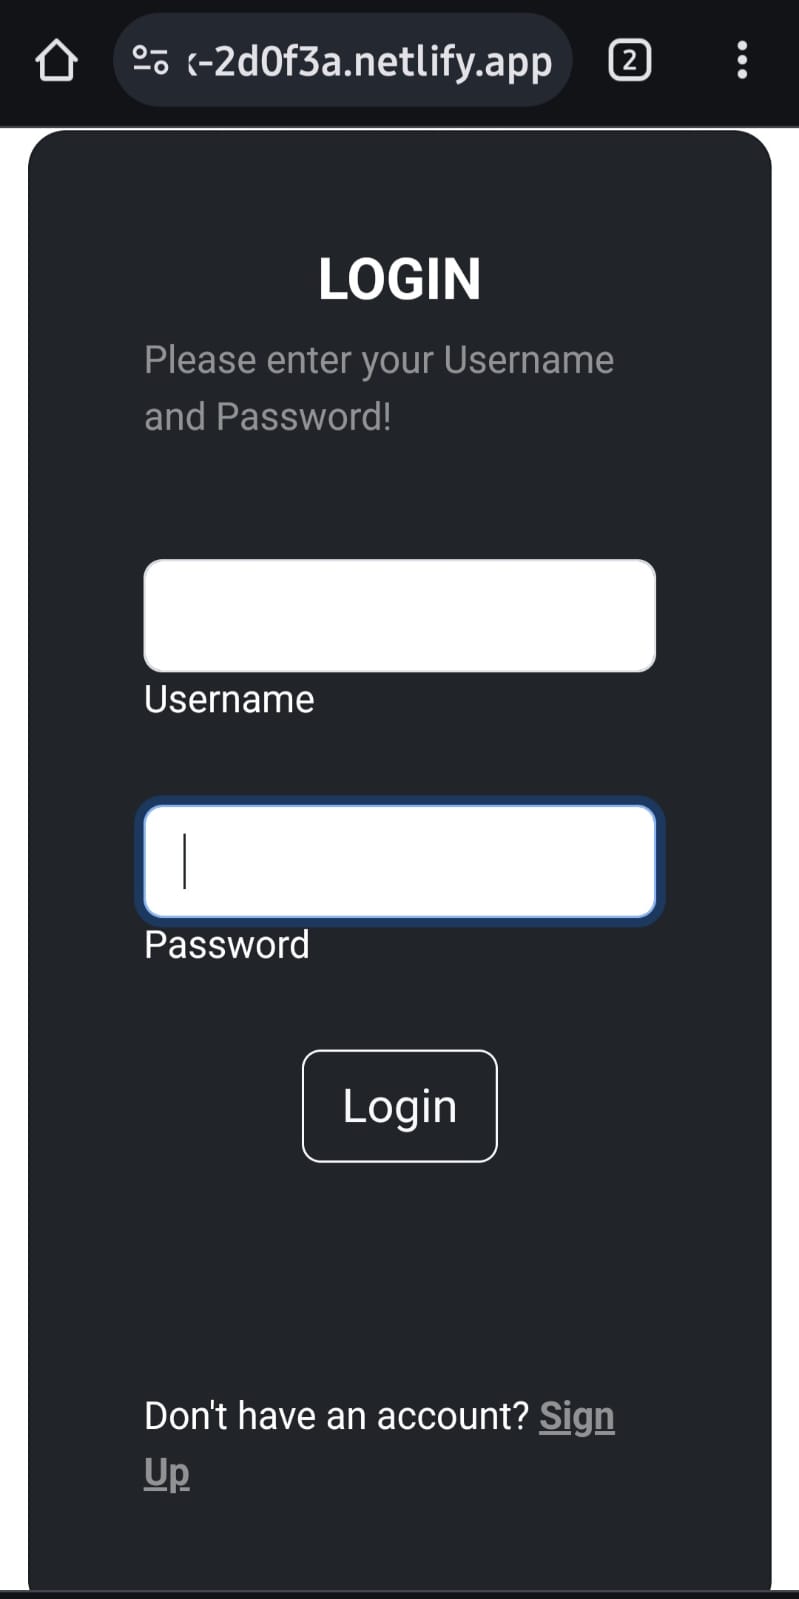 -2d0f3a.netlify.app
2
LOGIN
Please enter your Username
and Password!
Username
Password
Login
Don't have an account? Sign
Up